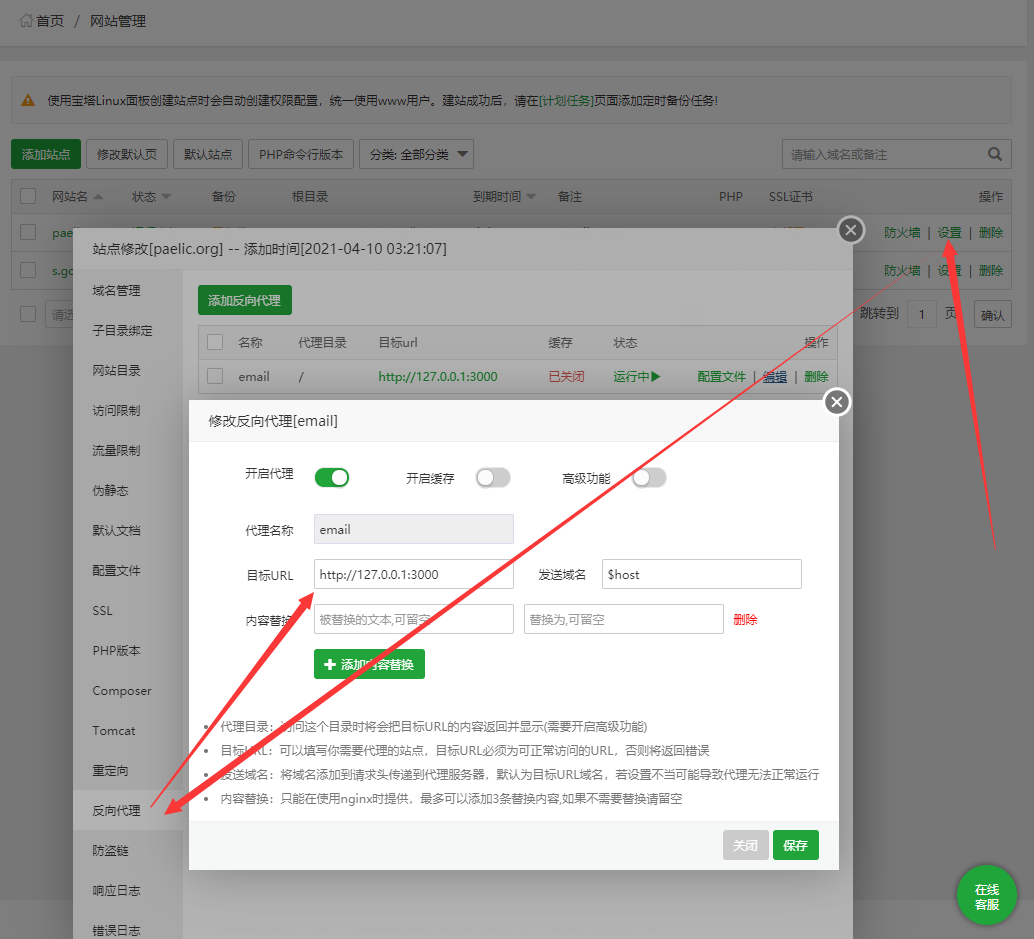 首页 / 网站管理
使用宝塔Linux面板创建站点时会自动创建权限配置，统一使用www用户。建站成功后，请在[计划任务]页面添加定时备份任务!
添加站点 修改默认页 默认站点 PHP命令行版本 分类: 全部分类 请输入域名或备注
网站名 状态 备份 根目录 到期时间 备注 PHP SSL证书 操作
防火墙 | 设置 | 删除
站点修改[paelic.org] -- 添加时间[2021-04-10 03:21:07]
防火墙 | 设置 | 删除
跳转到 1 页 确认
域名管理
子目录绑定
网站目录
访问限制
流量限制
伪静态
默认文档
配置文件
SSL
PHP版本
Composer
Tomcat
重定向
反向代理
防盗链
响应日志
错误日志
添加反向代理
名称 代理目录 目标url 缓存 状态 操作
email / http://127.0.0.1:3000 已关闭 运行中 配置文件 | 编辑 | 删除
修改反向代理[email]
开启代理 开启缓存 高级功能
代理名称 email
目标URL http://127.0.0.1:3000 发送域名 $host
内容替换 被替换的文本,可留空 替换为,可留空 删除
添加内容替换
代理目录：访问这个目录时将会把目标URL的内容返回并显示(需要开启高级功能)
目标URL：可以填写你需要代理的站点，目标URL必须为可正常访问的URL，否则将返回错误
发送域名：将域名添加到请求头传递到代理服务器，默认为目标URL域名，若设置不当可能导致代理无法正常运行
内容替换：只能在使用nginx时提供，最多可以添加3条替换内容,如果不需要替换请留空
关闭 保存
在线
客服